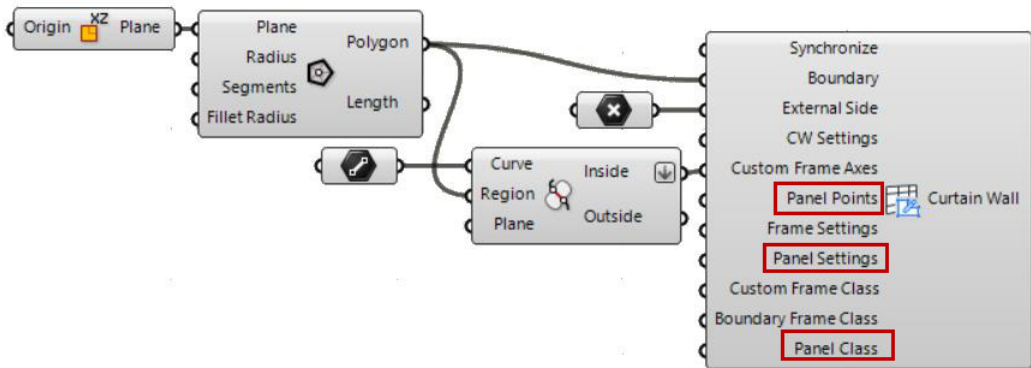 Origin
XZ
Plane
Plane
Radius
Segments
Fillet Radius
Polygon
Length
Curve
Region
Plane
Inside
Outside
Synchronize
Boundary
External Side
CW Settings
Custom Frame Axes
Panel Points
Frame Settings
Panel Settings
Custom Frame Class
Boundary Frame Class
Panel Class
Curtain Wall